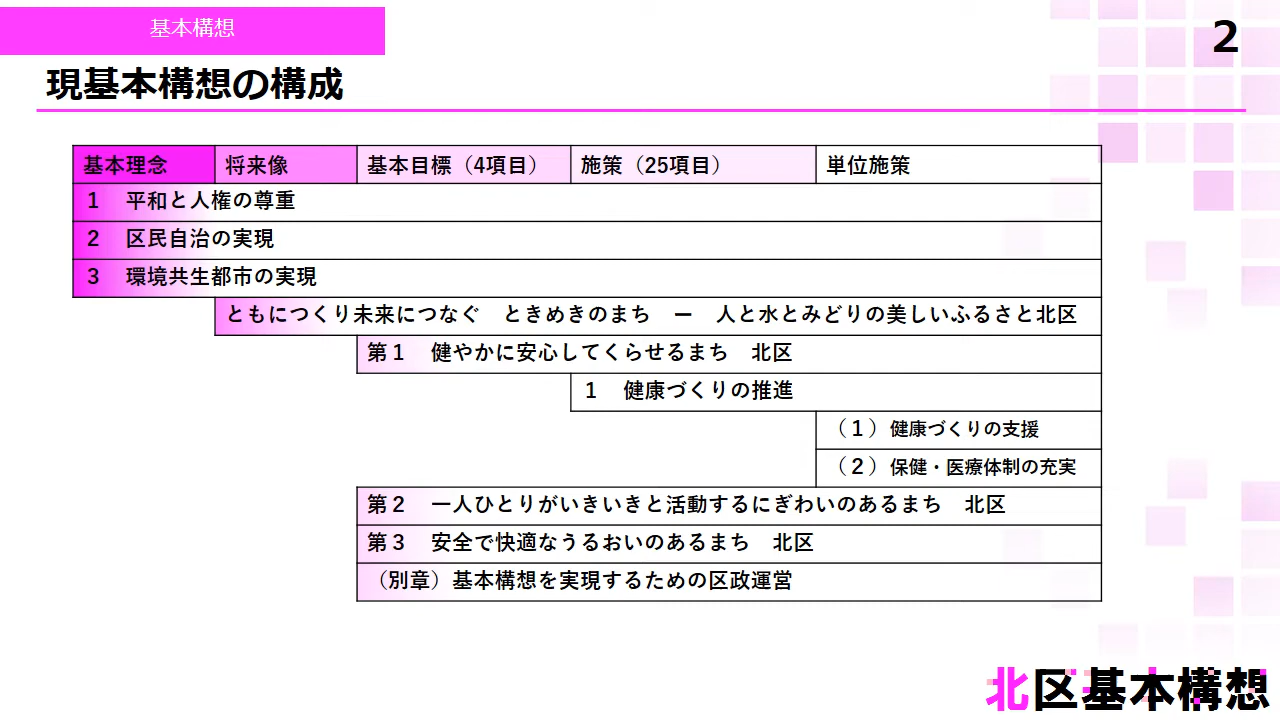 基本構想
2
現基本構想の構成
基本理念 将来像 基本目標（4項目） 施策（25項目） 単位施策
1 平和と人権の尊重
2 区民自治の実現
3 環境共生都市の実現
ともにつくり未来につなぐ ときめきのまち ー 人と水とみどりの美しいふるさと北区
第１ 健やかに安心してくらせるまち 北区
1 健康づくりの推進
（１）健康づくりの支援
（２）保健・医療体制の充実
第２ 一人ひとりがいきいきと活動するにぎわいのあるまち 北区
第３ 安全で快適なうるおいのあるまち 北区
（別章）基本構想を実現するための区政運営
北区基本構想